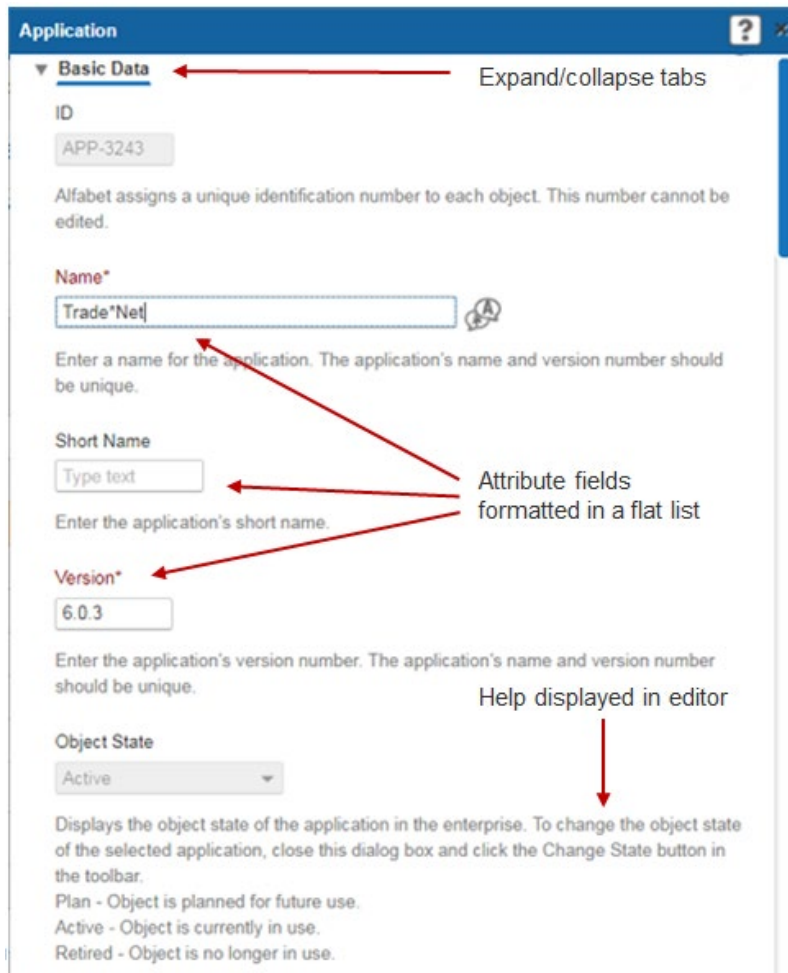 Application ?
Basic Data
Expand/collapse tabs
ID
APP-3243
Alfabet assigns a unique identification number to each object. This number cannot be
edited.
Name*
Trade*Net
Enter a name for the application. The application's name and version number should
be unique.
Short Name
Type text
Attribute fields
formatted in a flat list
Enter the application's short name.
Version*
6.0.3
Enter the application's version number. The application's name and version number
should be unique.
Help displayed in editor
Object State
Active
Displays the object state of the application in the enterprise. To change the object state
of the selected application, close this dialog box and click the Change State button in
the toolbar.
Plan - Object is planned for future use.
Active - Object is currently in use.
Retired - Object is no longer in use.